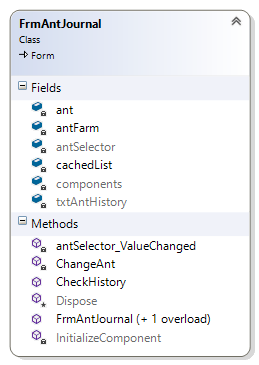 FrmAntJournal
Class
Form
Fields
ant
antFarm
antSelector
cachedList
components
txtAntHistory
Methods
antSelector_ValueChanged
ChangeAnt
CheckHistory
Dispose
FrmAntJournal (+ 1 overload)
InitializeComponent